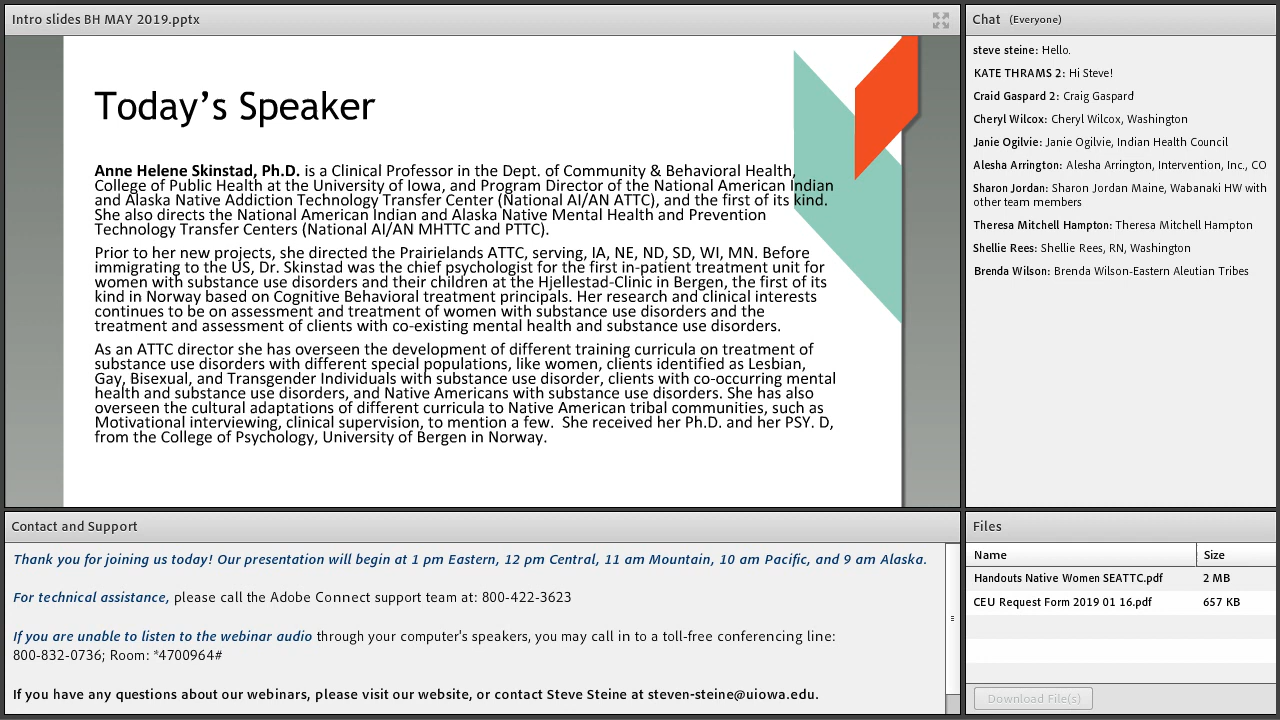 Intro slides BH MAY 2019.pptx
Today's Speaker
Anne Helene Skinstad, Ph.D. is a Clinical Professor in the Dept. of Community & Behavioral Health,
College of Public Health at the University of Iowa, and Program Director of the National American Indian
and Alaska Native Addiction Technology Transfer Center (National AI/AN ATTC), and the first of its kind.
She also directs the National American Indian and Alaska Native Mental Health and Prevention
Technology Transfer Centers (National AI/AN MHTTC and PTTC).
Prior to her new projects, she directed the Prairielands ATTC, serving, IA, NE, ND, SD, WI, MN. Before
immigrating to the US, Dr. Skinstad was the chief psychologist for the first in-patient treatment unit for
women with substance use disorders and their children at the Hjellestad-Clinic in Bergen, the first of its
kind in Norway based on Cognitive Behavioral treatment principals. Her research and clinical interests
continues to be on assessment and treatment of women with substance use disorders and the
treatment and assessment of clients with co-existing mental health and substance use disorders.
As an ATTC director she has overseen the development of different training curricula on treatment of
substance use disorders with different special populations, like women, clients identified as Lesbian,
Gay, Bisexual, and Transgender Individuals with substance use disorder, clients with co-occurring mental
health and substance use disorders, and Native Americans with substance use disorders. She has also
overseen the cultural adaptations of different curricula to Native American tribal communities, such as
Motivational interviewing, clinical supervision, to mention a few. She received her Ph.D. and her PSY. D,
from the College of Psychology, University of Bergen in Norway.
Chat (Everyone)
steve steine: Hello.
KATE THRAMS 2: Hi Steve!
Craid Gaspard 2: Craig Gaspard
Cheryl Wilcox: Cheryl Wilcox, Washington
Janie Ogilvie: Janie Ogilvie, Indian Health Council
Alesha Arrington: Alesha Arrington, Intervention, Inc., CO
Sharon Jordan: Sharon Jordan Maine, Wabanaki HW with
other team members
Theresa Mitchell Hampton: Theresa Mitchell Hampton
Shellie Rees: Shellie Rees, RN, Washington
Brenda Wilson: Brenda Wilson-Eastern Aleutian Tribes
Contact and Support
Thank you for joining us today! Our presentation will begin at 1 pm Eastern, 12 pm Central, 11 am Mountain, 10 am Pacific, and 9 am Alaska.
For technical assistance, please call the Adobe Connect support team at: 800-422-3623
If you are unable to listen to the webinar audio through your computer's speakers, you may call in to a toll-free conferencing line:
800-832-0736; Room: *4700964#
If you have any questions about our webinars, please visit our website, or contact Steve Steine at steven-steine@uiowa.edu.
Files
Name Size
Handouts Native Women SEATTC.pdf 2 MB
CEU Request Form 2019 01 16.pdf 657 KB
Download File(s)